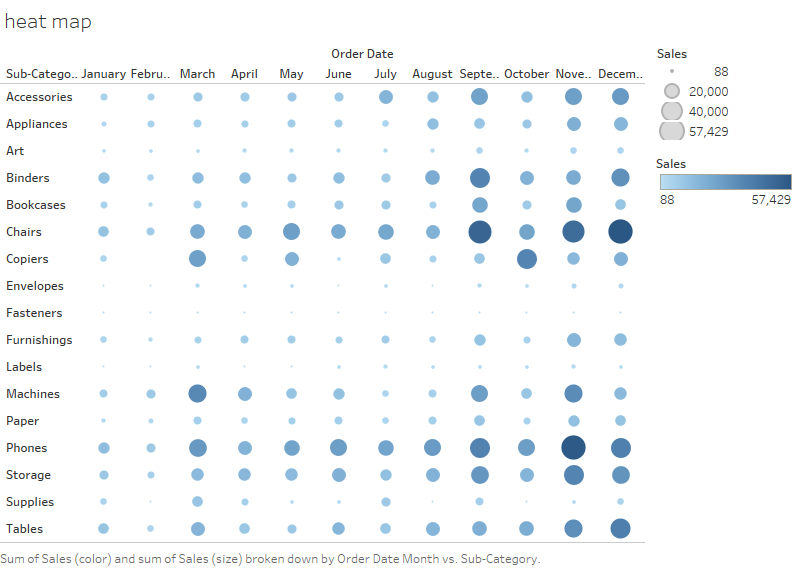 heat map
Order Date
Sub-Catego.. January Febru.. March April May June July August Septe.. October Nove.. Decem..
Accessories
Appliances
Art
Binders
Bookcases
Chairs
Copiers
Envelopes
Fasteners
Furnishings
Labels
Machines
Paper
Phones
Storage
Supplies
Tables
Sum of Sales (color) and sum of Sales (size) broken down by Order Date Month vs. Sub-Category.
Sales
88
20,000
40,000
57,429
Sales
88 57,429